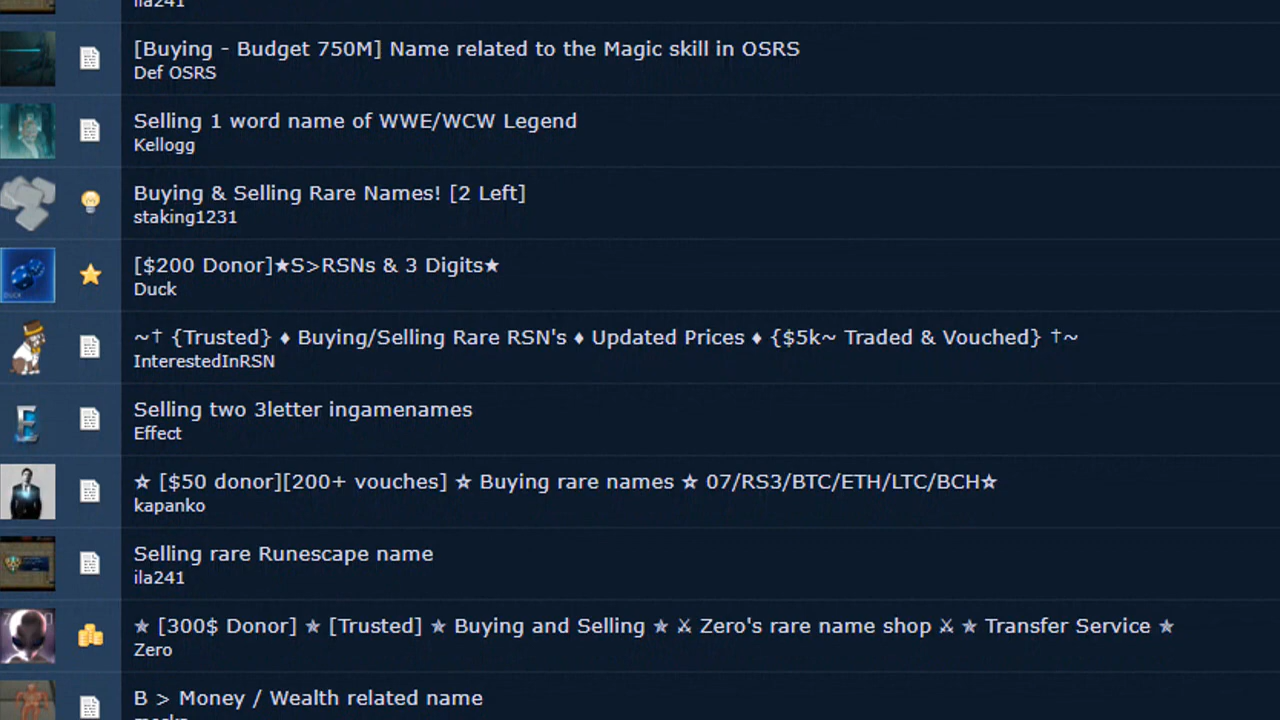 ila241
[Buying - Budget 750M] Name related to the Magic skill in OSRS
Def OSRS
Selling 1 word name of WWE/WCW Legend
Kellogg
Buying & Selling Rare Names! [2 Left]
staking1231
[$200 Donor]★S>RSNs & 3 Digits★
Duck
DUCK
~† {Trusted} ♦ Buying/Selling Rare RSN's ♦ Updated Prices ♦ {$5k~ Traded & Vouched} †~
InterestedInRSN
Selling two 3letter ingamenames
Effect
E
☆ [$50 donor][200+ vouches] ☆ Buying rare names ☆ 07/RS3/BTC/ETH/LTC/BCH☆
kapanko
Selling rare Runescape name
ila241
✯ [300$ Donor] ✯ [Trusted] ✯ Buying and Selling ✯ ⚔ Zero's rare name shop ⚔ ✯ Transfer Service ✯
Zero
B > Money / Wealth related name